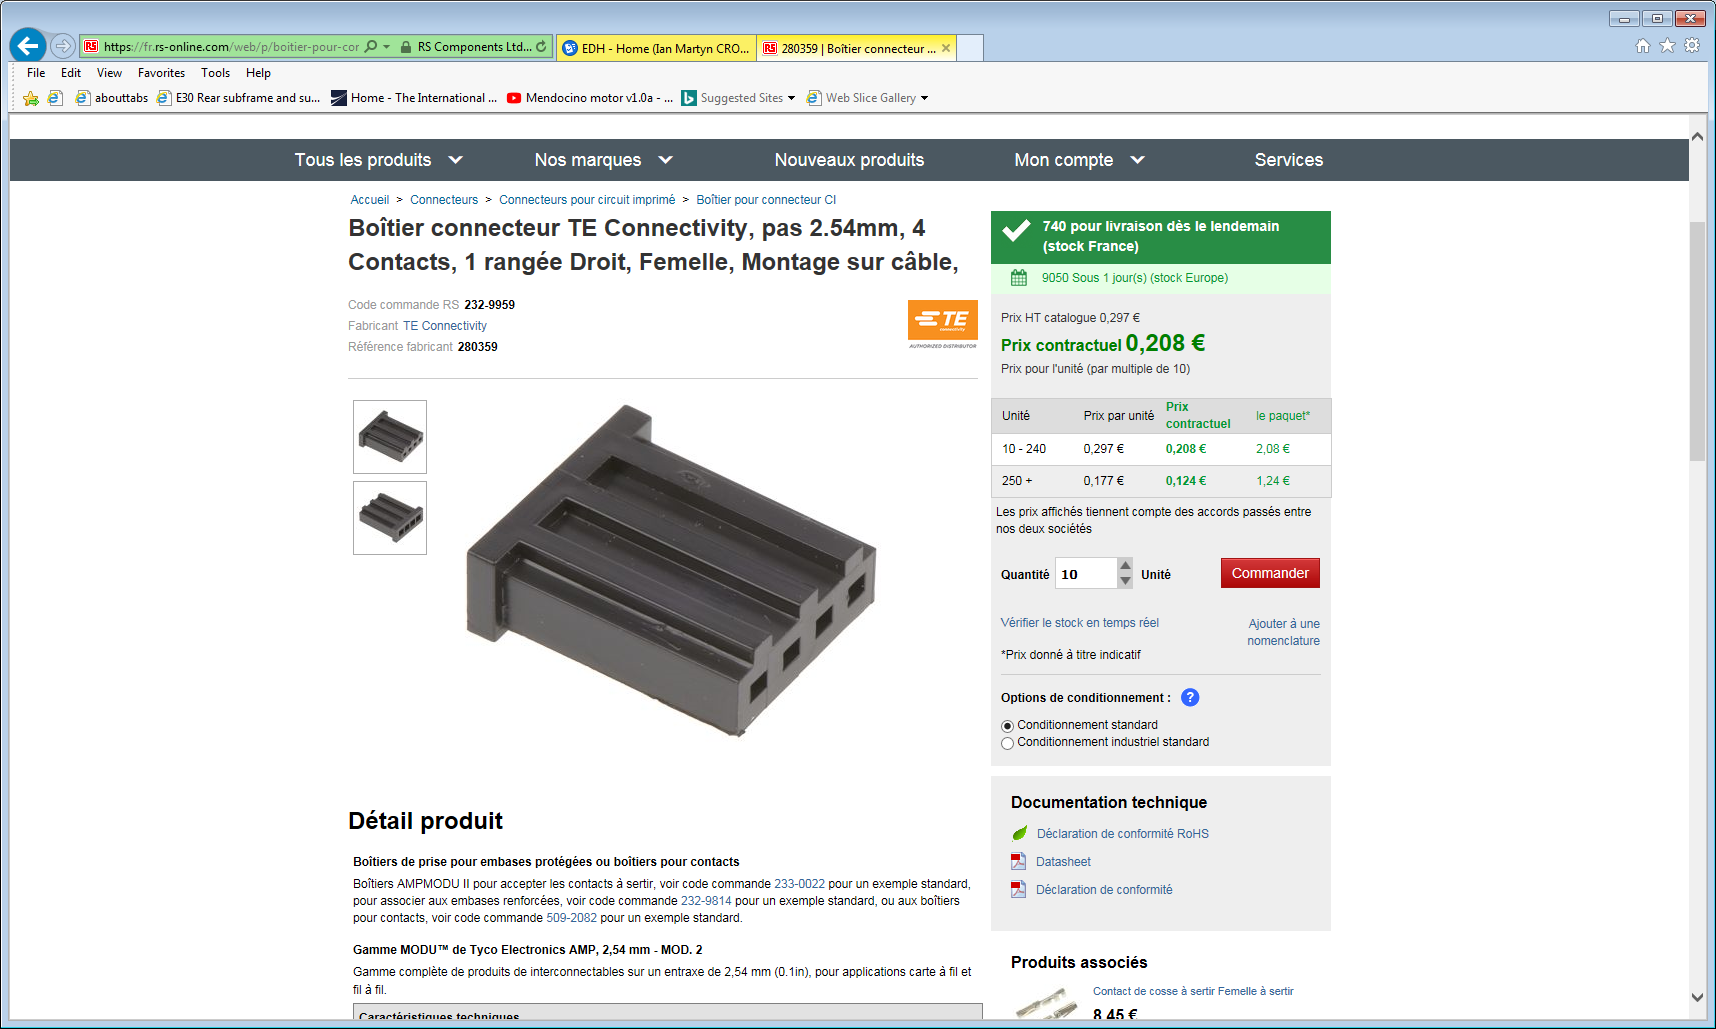 https://fr.rs-online.com/web/p/boitier-pour-cor
RS Components Ltd...
EDH - Home (Ian Martyn CRO...
280359 | Boîtier connecteur ...
File Edit View Favorites Tools Help
abouttabs E30 Rear subframe and su... Home - The International ... Mendocino motor v1.0a - ... Suggested Sites Web Slice Gallery
Tous les produits Nos marques Nouveaux produits Mon compte Services
Accueil > Connecteurs > Connecteurs pour circuit imprimé > Boîtier pour connecteur CI
Boîtier connecteur TE Connectivity, pas 2.54mm, 4
Contacts, 1 rangée Droit, Femelle, Montage sur câble,
Code commande RS 232-9959
Fabricant TE Connectivity
Référence fabricant 280359
TE
connectivity
AUTHORIZED DISTRIBUTOR
740 pour livraison dès le lendemain
(stock France)
9050 Sous 1 jour(s) (stock Europe)
Prix HT catalogue 0,297 €
Prix contractuel 0,208 €
Prix pour l'unité (par multiple de 10)
Unité Prix par unité Prix contractuel le paquet*
10 - 240 0,297 € 0,208 € 2,08 €
250 + 0,177 € 0,124 € 1,24 €
Les prix affichés tiennent compte des accords passés entre
nos deux sociétés
Quantité 10 Unité Commander
Vérifier le stock en temps réel
Ajouter à une
nomenclature
*Prix donné à titre indicatif
Options de conditionnement : ?
Conditionnement standard
Conditionnement industriel standard
Documentation technique
Déclaration de conformité RoHS
Datasheet
Déclaration de conformité
Produits associés
Contact de cosse à sertir Femelle à sertir
8,45 €
Détail produit
Boîtiers de prise pour embases protégées ou boîtiers pour contacts
Boîtiers AMPMODU II pour accepter les contacts à sertir, voir code commande 233-0022 pour un exemple standard,
pour associer aux embases renforcées, voir code commande 232-9814 pour un exemple standard, ou aux boîtiers
pour contacts, voir code commande 509-2082 pour un exemple standard.
Gamme MODU™ de Tyco Electronics AMP, 2,54 mm - MOD. 2
Gamme complète de produits de interconnectables sur un entraxe de 2,54 mm (0.1in), pour applications carte à fil et
fil à fil.
Caractéristiques techniques